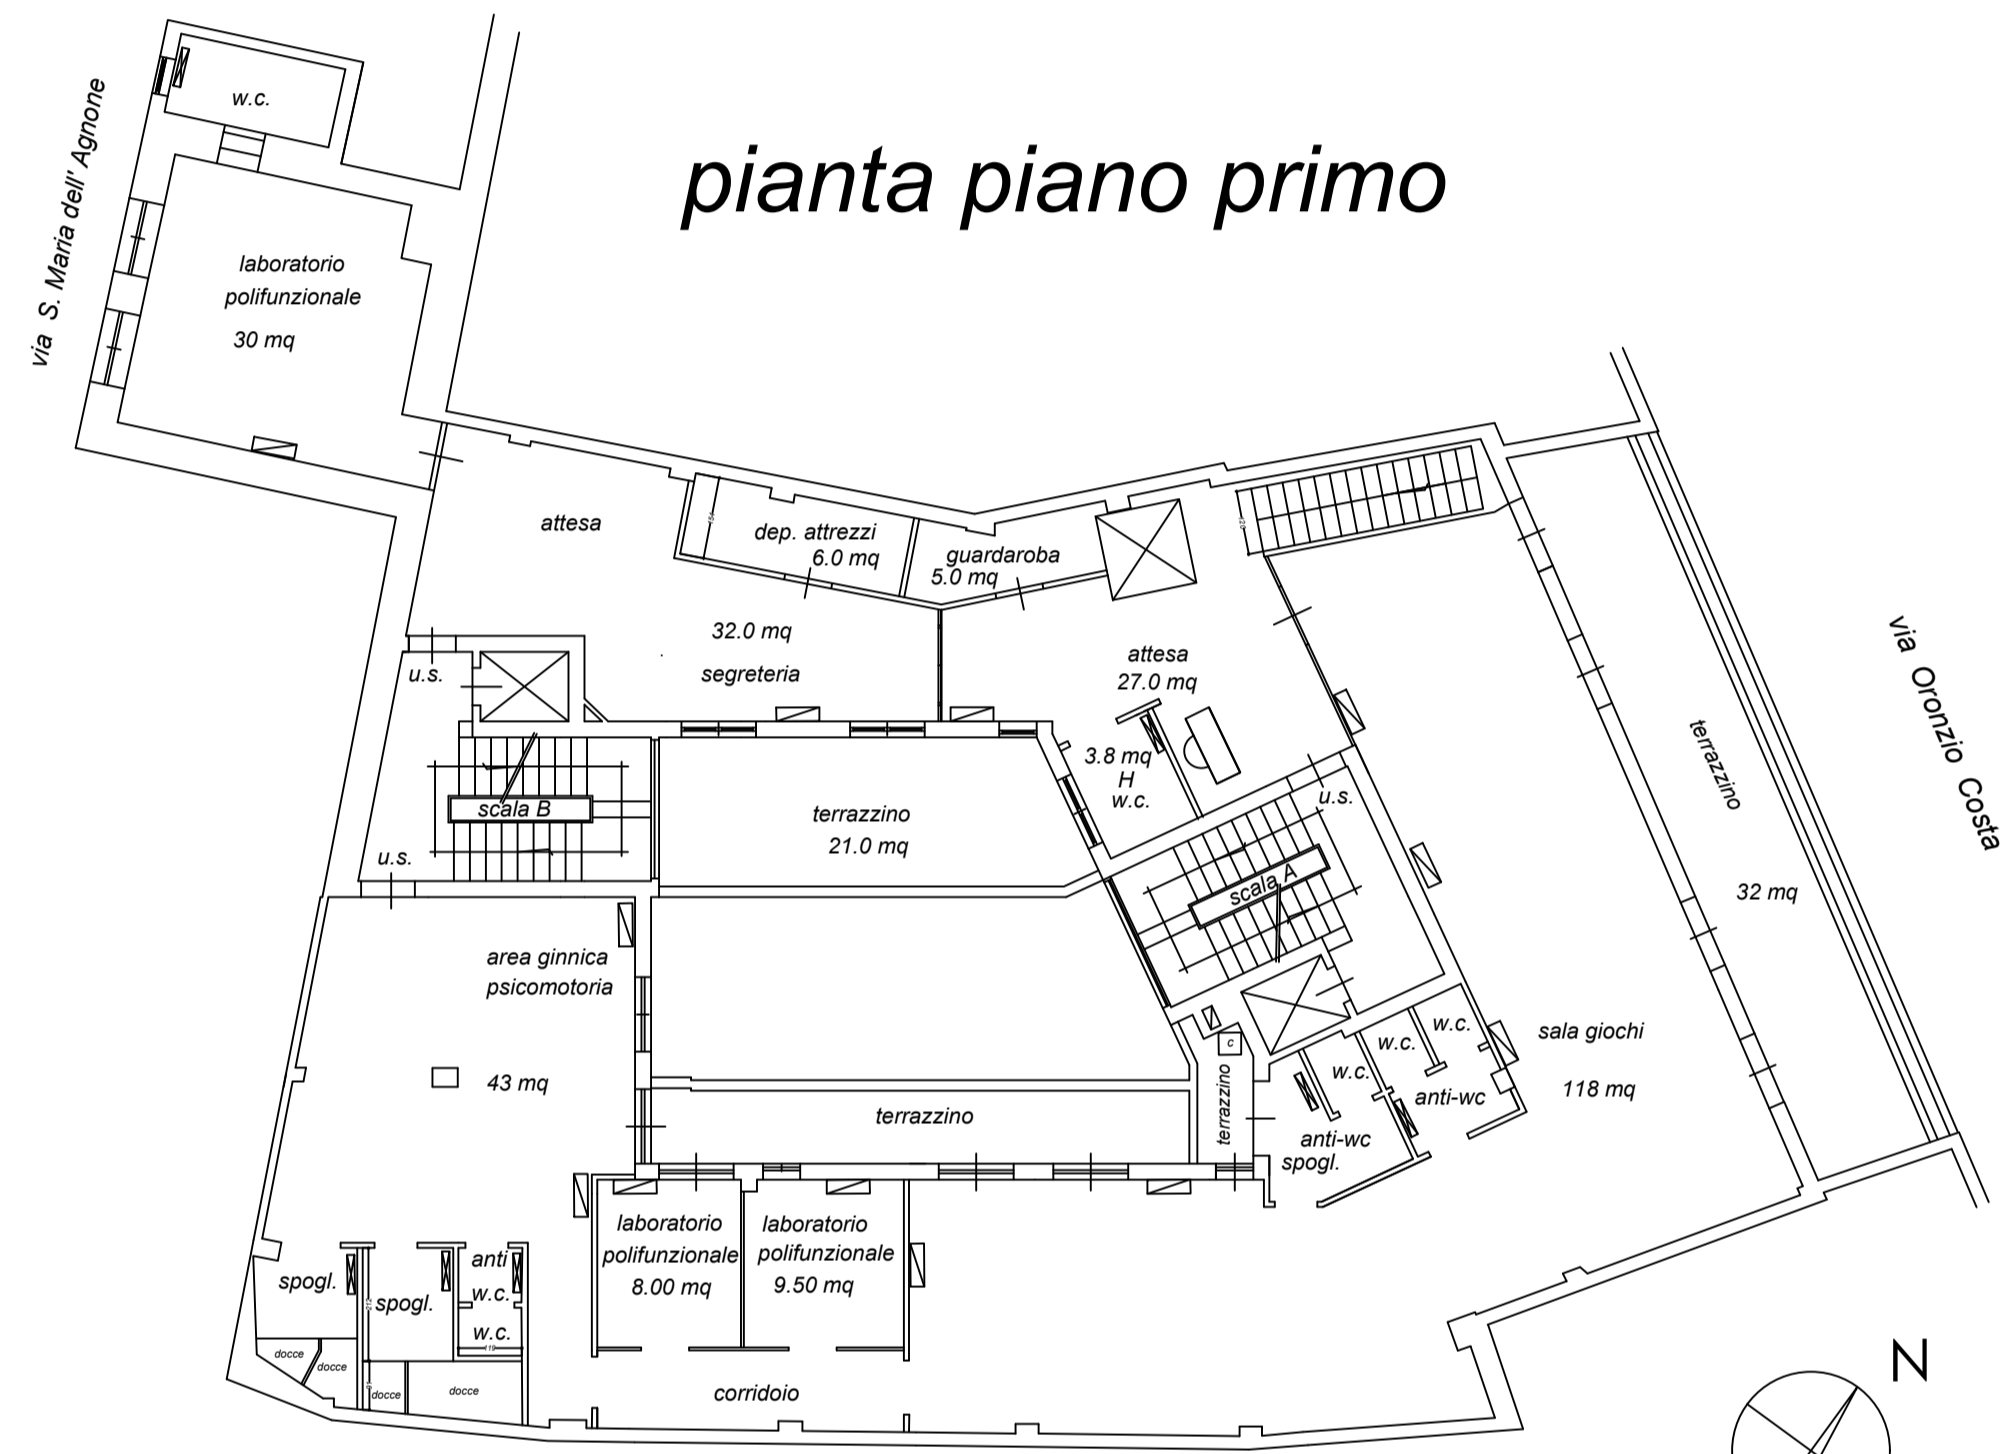 pianta piano primo
via S. Maria dell' Agnone
w.c.
laboratorio
polifunzionale
30 mq
attesa
dep. attrezzi
6.0 mq
guardaroba
5.0 mq
32.0 mq
segreteria
attesa
27.0 mq
u.s.
3.8 mq
H
w.c.
u.s.
scala B
terrazzino
21.0 mq
u.s.
scala A
terrazzino
32 mq
via Oronzio Costa
area ginnica
psicomotoria
43 mq
terrazzino
c
terrazzino
w.c.
w.c.
w.c.
anti-wc
anti-wc
spogl.
sala giochi
118 mq
laboratorio
polifunzionale
8.00 mq
laboratorio
polifunzionale
9.50 mq
spogl.
spogl.
212
anti
w.c.
w.c.
119
docce
docce
docce
docce
corridoio
N